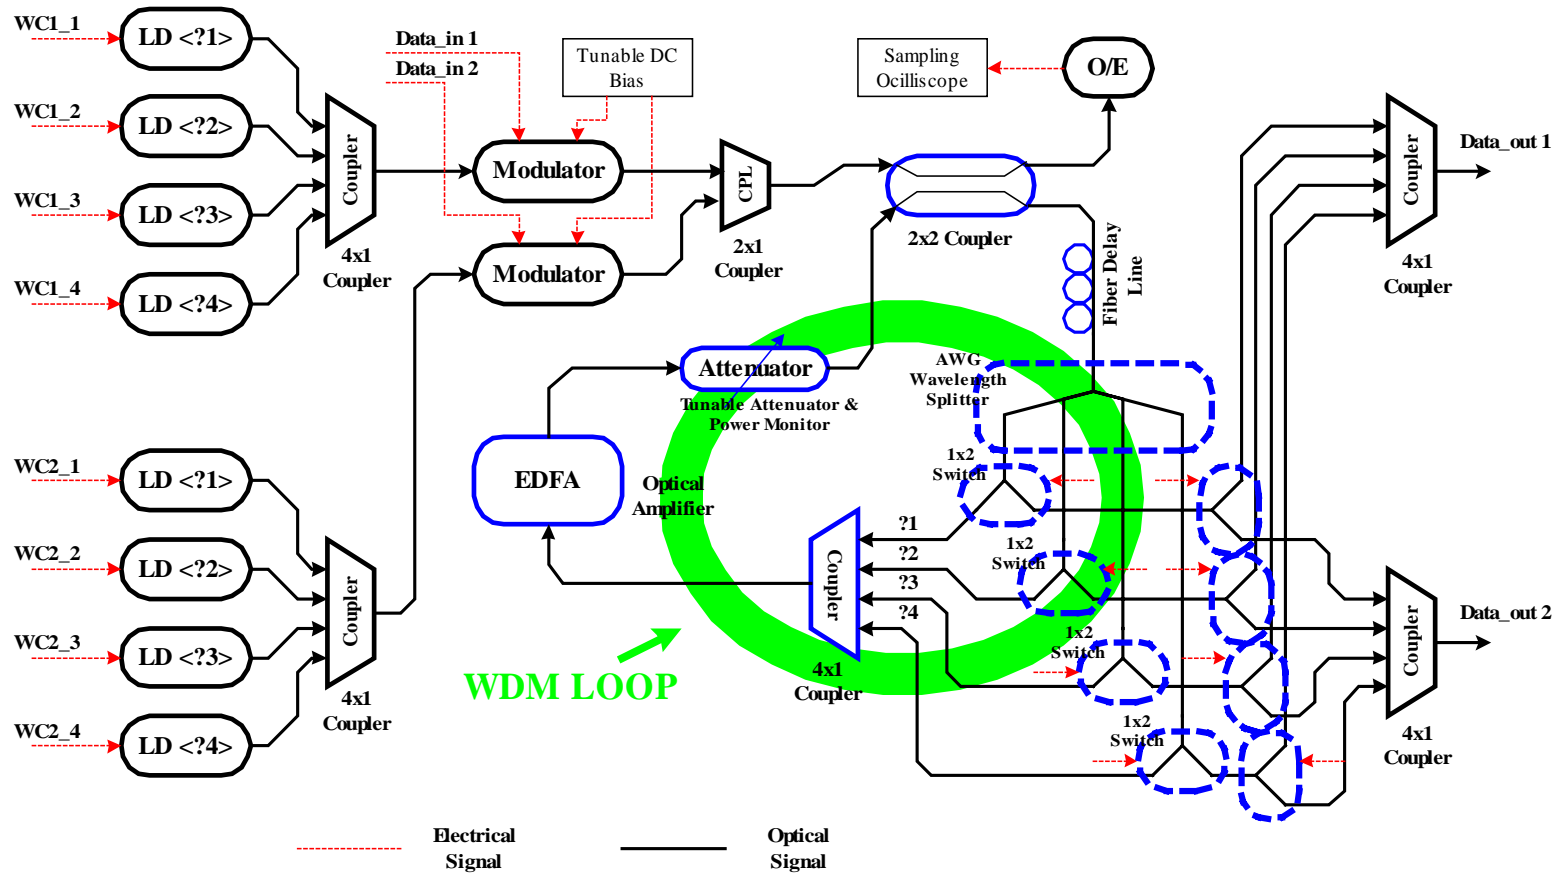 WC1_1
LD <?1>
WC1_2
LD <?2>
WC1_3
LD <?3>
WC1_4
LD <?4>
Coupler
4x1
Coupler
Data_in 1
Data_in 2
Tunable DC
Bias
Modulator
Modulator
CPL
2x1
Coupler
Sampling
Ocilliscope
O/E
2x2 Coupler
Fiber Delay
Line
Coupler
Data_out 1
4x1
Coupler
Attenuator
Tunable Attenuator &
Power Monitor
AWG
Wavelength
Splitter
EDFA
Optical
Amplifier
1x2
Switch
1x2
Switch
1x2
Switch
1x2
Switch
?1
?2
?3
?4
Coupler
4x1
Coupler
WDM LOOP
WC2_1
LD <?1>
WC2_2
LD <?2>
WC2_3
LD <?3>
WC2_4
LD <?4>
Coupler
4x1
Coupler
Coupler
Data_out 2
4x1
Coupler
Electrical
Signal
Optical
Signal